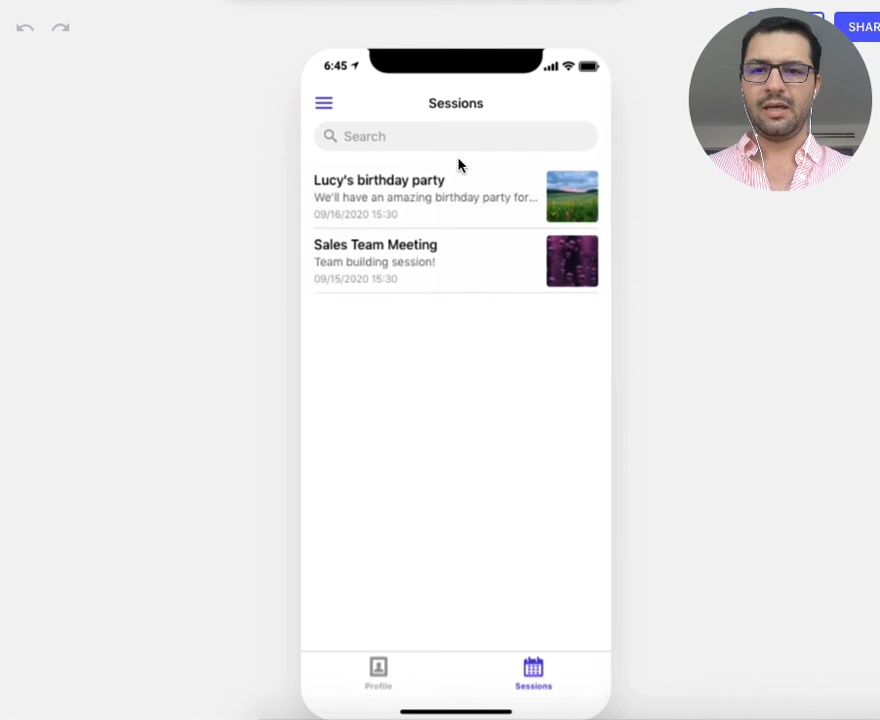 SHAR
6:45
Sessions
Search
Lucy's birthday party
We'll have an amazing birthday party for...
09/16/2020 15:30
Sales Team Meeting
Team building session!
09/15/2020 15:30
Profile
Sessions